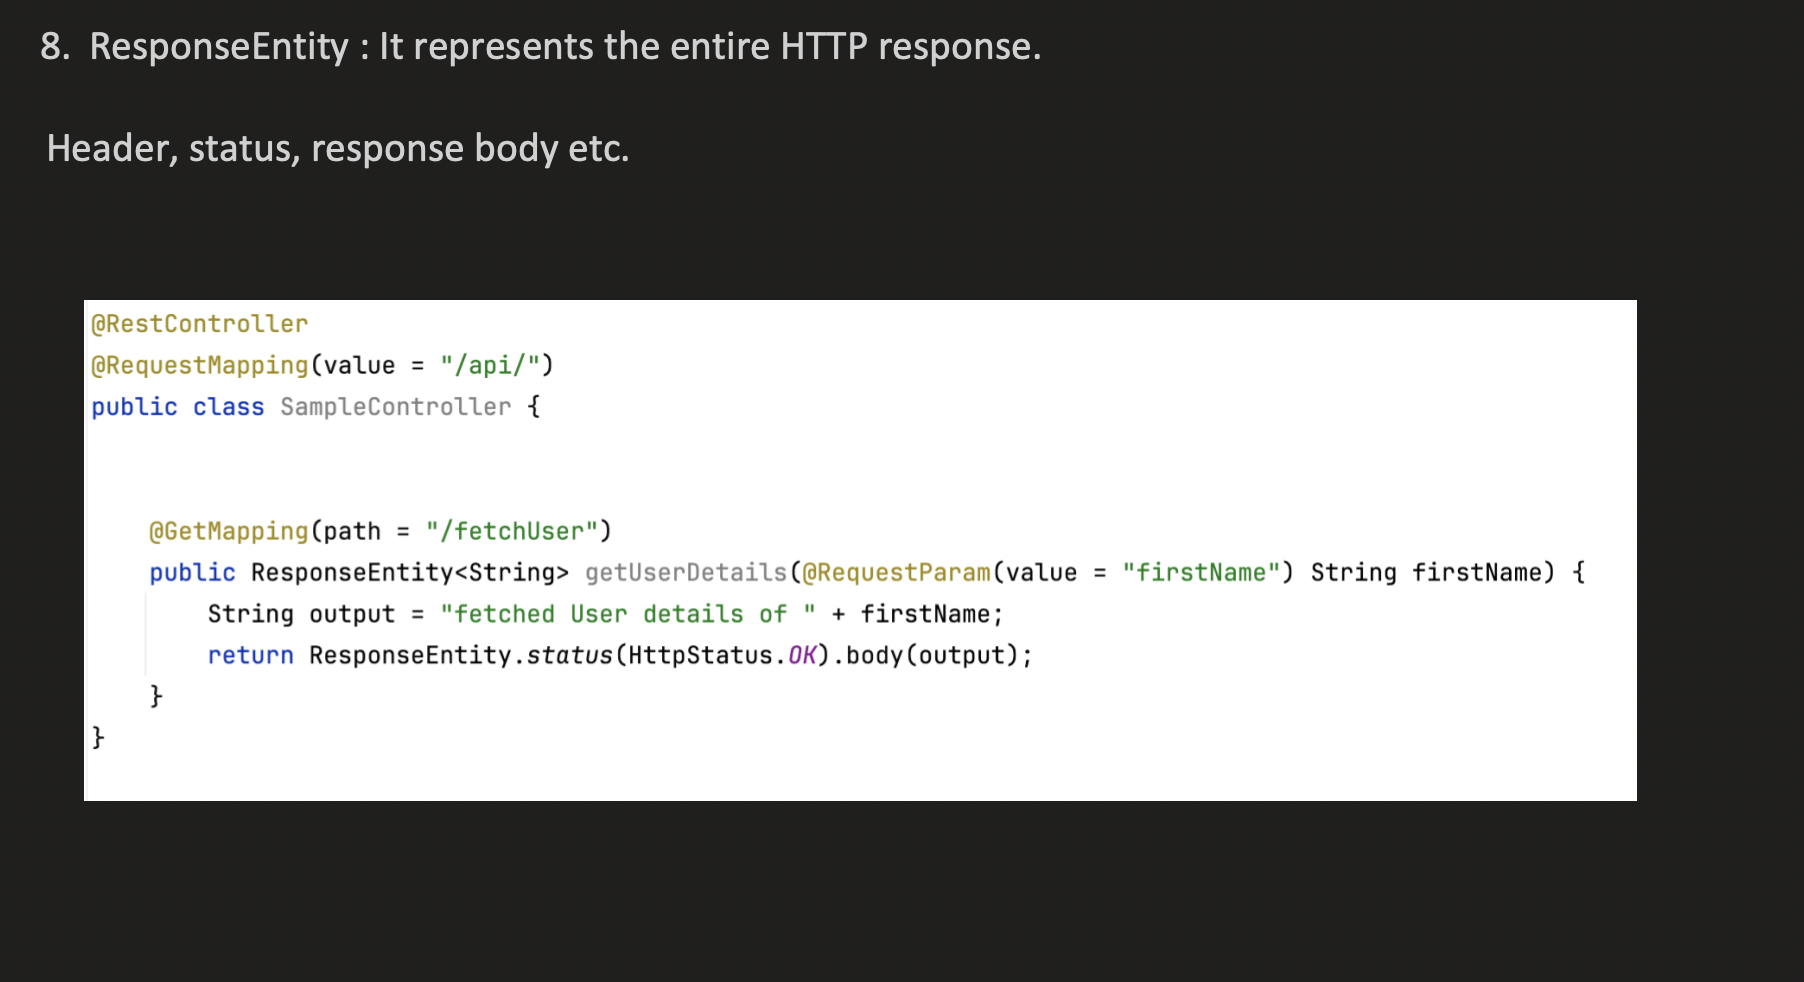 8. ResponseEntity : It represents the entire HTTP response.
Header, status, response body etc.
@RestController
@RequestMapping(value = "/api/")
public class SampleController {
@GetMapping(path = "/fetchUser")
public ResponseEntity<String> getUserDetails(@RequestParam(value = "firstName") String firstName) {
String output = "fetched User details of " + firstName;
return ResponseEntity.status(HttpStatus.OK).body(output);
}
}